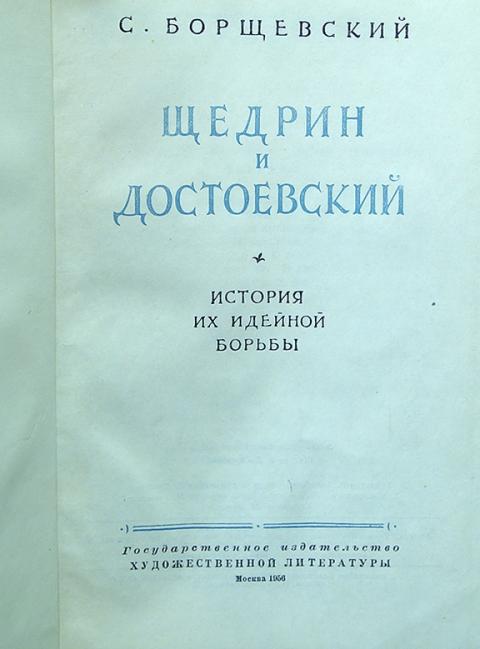 С. БОРЩЕВСКИЙ
ЩЕДРИН
И
ДОСТОЕВСКИЙ
ИСТОРИЯ
ИХ ИДЕЙНОЙ
БОРЬБЫ
Государственное издательство
ХУДОЖЕСТВЕННОЙ ЛИТЕРАТУРЫ
Москва 1956